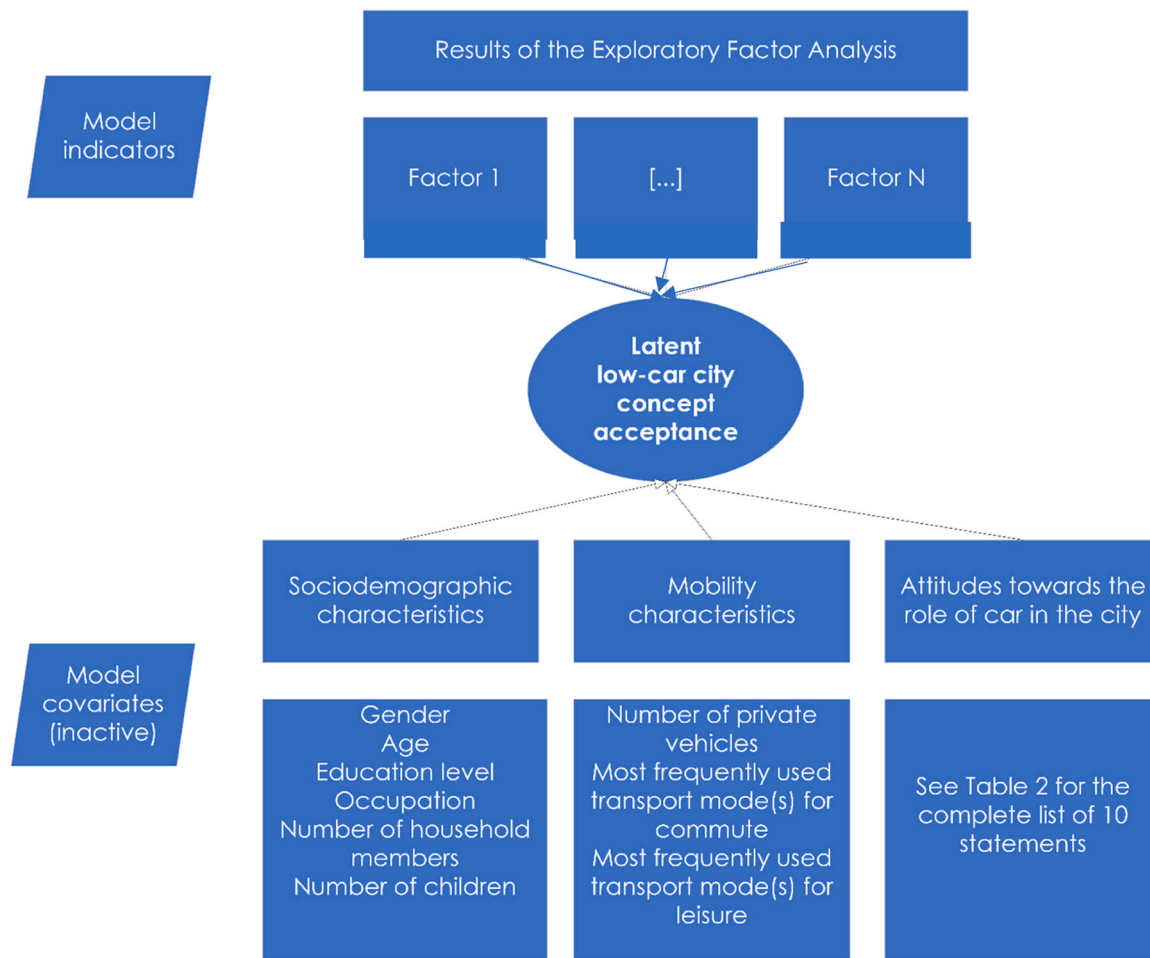 Results of the Exploratory Factor Analysis
Model
indicators
Factor 1
[...]
Factor N
Latent
low-car city
concept
acceptance
Sociodemographic
characteristics
Mobility
characteristics
Attitudes towards the
role of car in the city
Model
covariates
(inactive)
Gender
Age
Education level
Occupation
Number of household
members
Number of children
Number of private
vehicles
Most frequently used
transport mode(s) for
commute
Most frequently used
transport mode(s) for
leisure
See Table 2 for the
complete list of 10
statements